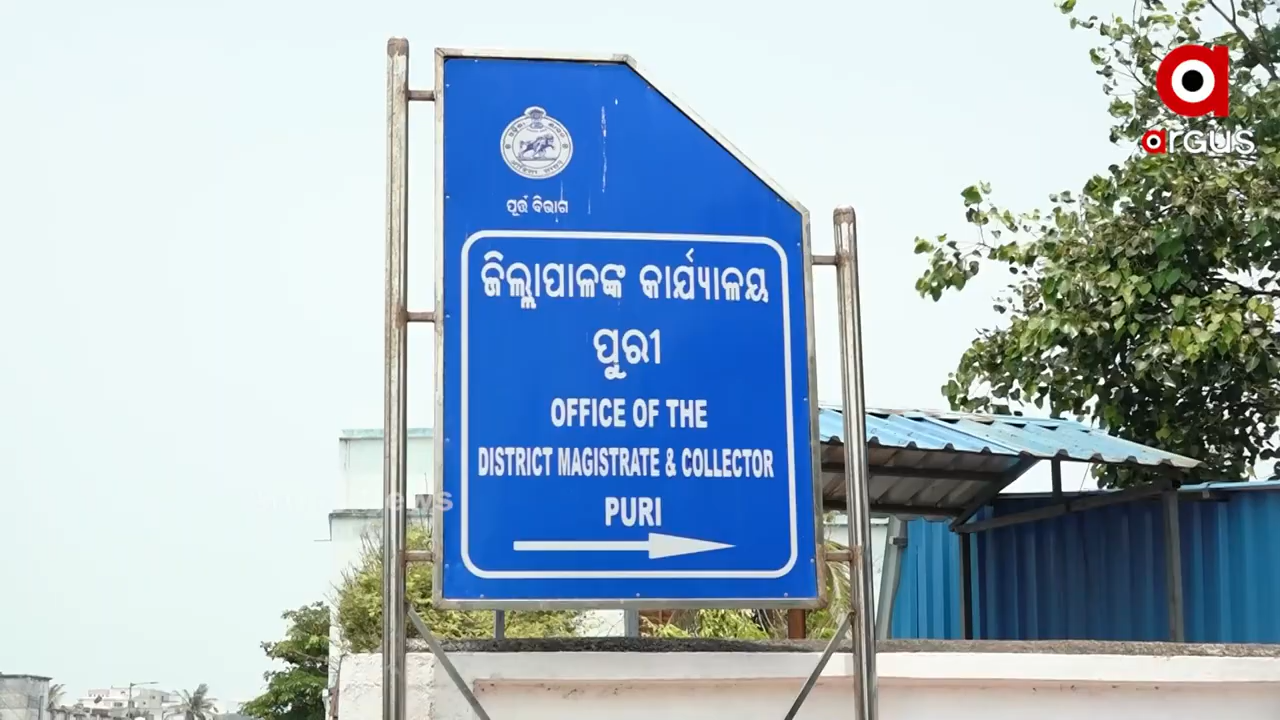 argus
ପୂର୍ତ୍ତ ବିଭାଗ
ଜିଲ୍ଲାପାଳଙ୍କ କାର୍ଯ୍ୟାଳୟ
ପୁରୀ
OFFICE OF THE
DISTRICT MAGISTRATE & COLLECTOR
PURI